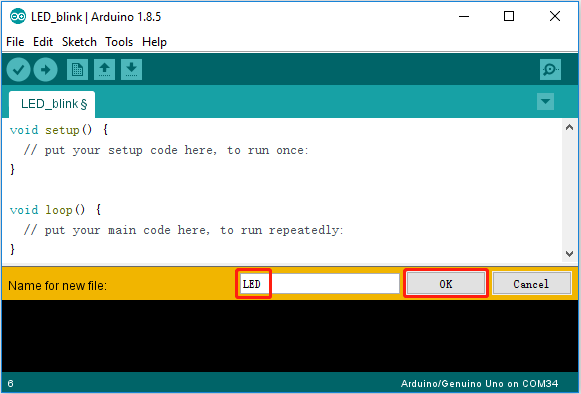 LED_blink | Arduino 1.8.5
File Edit Sketch Tools Help
LED_blink §
void setup() {
  // put your setup code here, to run once:
}
void loop() {
  // put your main code here, to run repeatedly:
}
Name for new file: LED OK Cancel
6 Arduino/Genuino Uno on COM34